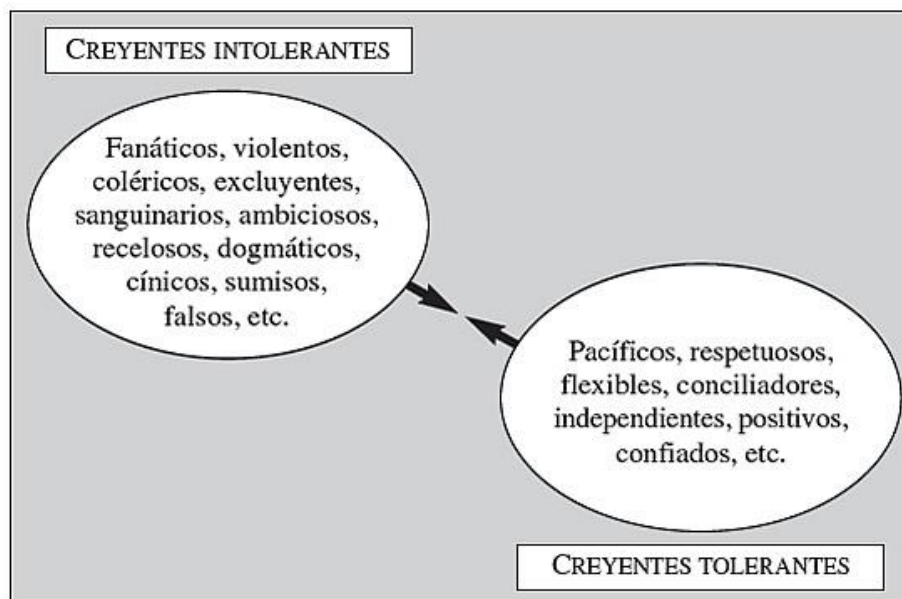 CREYENTES INTOLERANTES
Fanáticos, violentos,
coléricos, excluyentes,
sanguinarios, ambiciosos,
recelosos, dogmáticos,
cínicos, sumisos,
falsos, etc.
Pacíficos, respetuosos,
flexibles, conciliadores,
independientes, positivos,
confiados, etc.
CREYENTES TOLERANTES